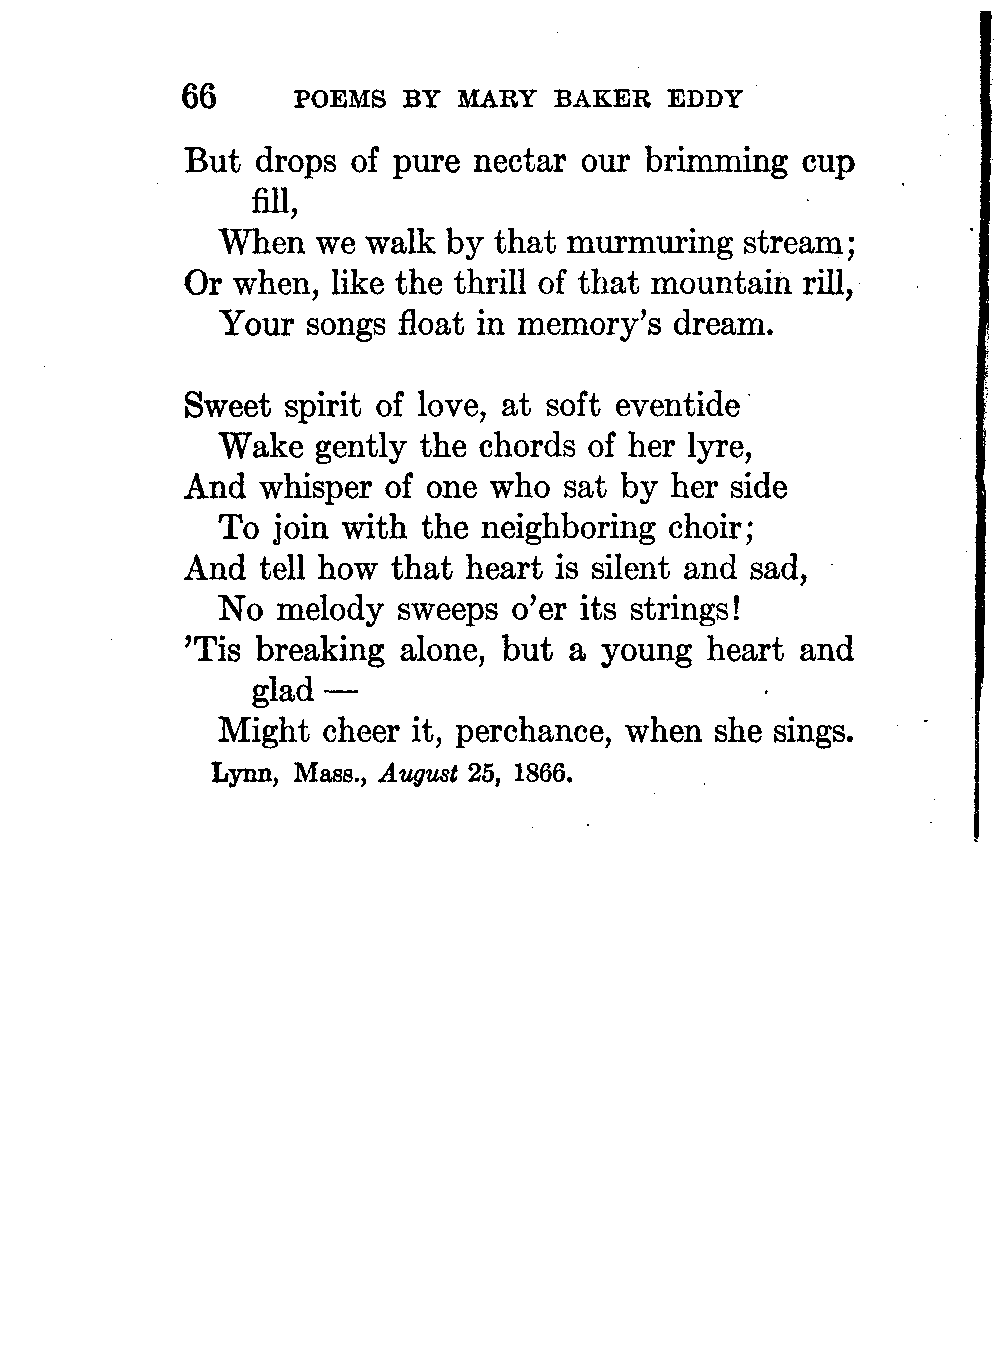 66 POEMS BY MARY BAKER EDDY
But drops of pure nectar our brimming cup
fill,
When we walk by that murmuring stream;
Or when, like the thrill of that mountain rill,
Your songs float in memory's dream.
Sweet spirit of love, at soft eventide
Wake gently the chords of her lyre,
And whisper of one who sat by her side
To join with the neighboring choir;
And tell how that heart is silent and sad,
No melody sweeps o'er its strings!
'Tis breaking alone, but a young heart and
glad —
Might cheer it, perchance, when she sings.
Lynn, Mass., August 25, 1866.